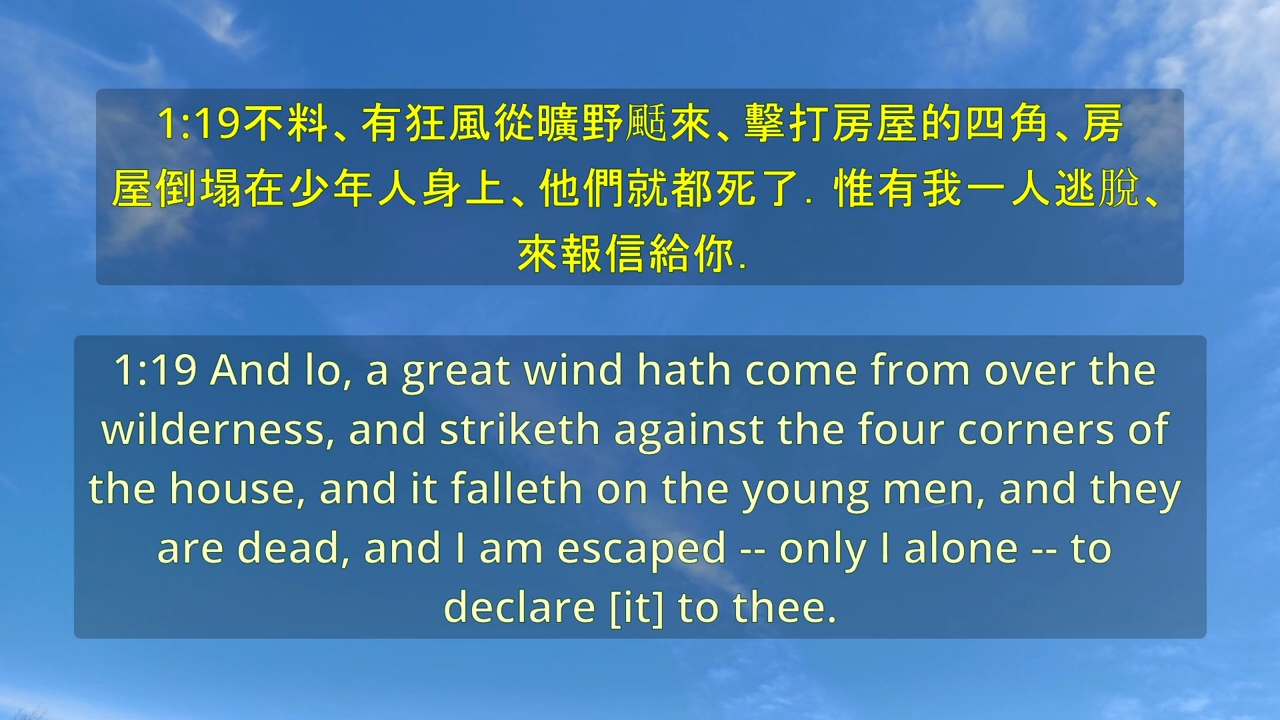 1:19不料、有狂風從曠野颳來、擊打房屋的四角、房
屋倒塌在少年人身上、他們就都死了. 惟有我一人逃脫、
來報信給你.
1:19 And lo, a great wind hath come from over the
wilderness, and striketh against the four corners of
the house, and it falleth on the young men, and they
are dead, and I am escaped -- only I alone -- to
declare [it] to thee.